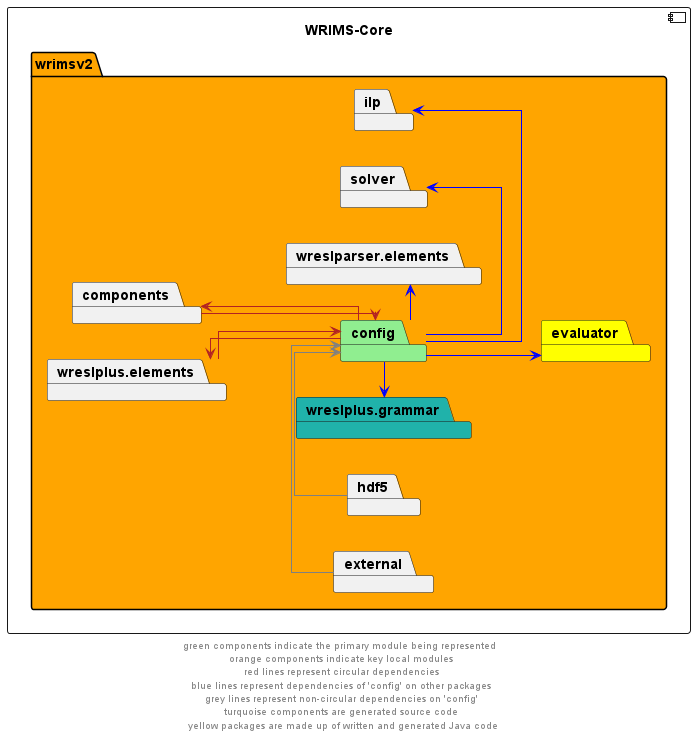 WRIMS-Core
wrimsv2
ilp
solver
wreslparser.elements
components
config
evaluator
wreslplus.elements
wreslplus.grammar
hdf5
external
green components indicate the primary module being represented
orange components indicate key local modules
red lines represent circular dependencies
blue lines represent dependencies of 'config' on other packages
grey lines represent non-circular dependencies on 'config'
turquoise components are generated source code
yellow packages are made up of written and generated Java code